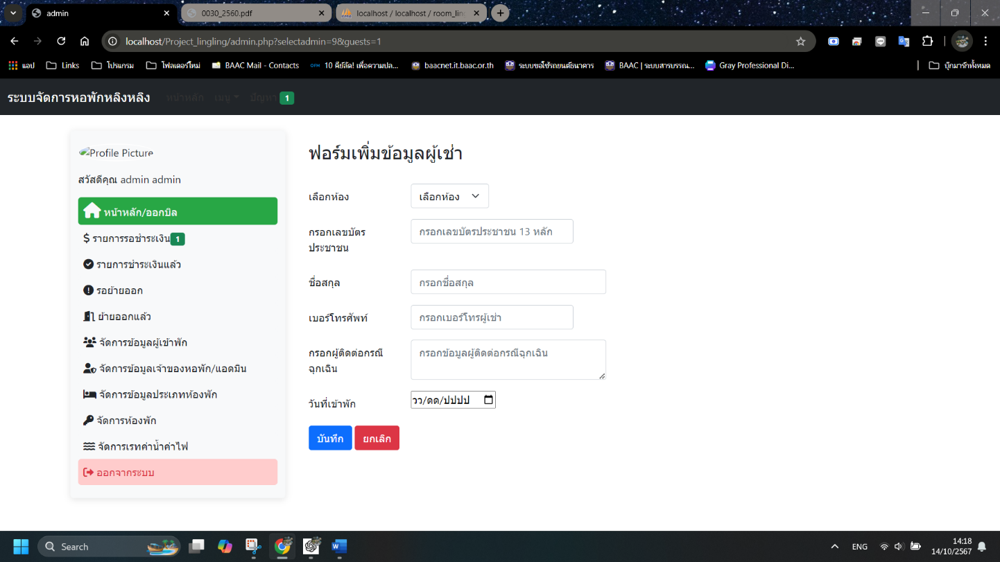 admin
0030_2560.pdf
localhost / localhost / room_lin
localhost/Project_lingling/admin.php?selectadmin=9&guests=1
แอป
Links
โปรแกรม
โฟลเดอร์ใหม่
BAAC Mail - Contacts
OFM 10 คีย์ลัด! เพื่อความปล...
baacnet.it.baac.or.th
ระบบขอใช้รถยนต์ธนาคาร
BAAC | ระบบสารบรรณ...
Gray Professional Di...
บุ๊กมาร์กทั้งหมด
ระบบจัดการหอพักหลิงหลิง
หน้าหลัก
เมนู
ปัญหา 1
Profile Picture
สวัสดีคุณ admin admin
หน้าหลัก/ออกบิล
รายการรอชำระเงิน 1
รายการชำระเงินแล้ว
รอย้ายออก
ย้ายออกแล้ว
จัดการข้อมูลผู้เข้าพัก
จัดการข้อมูลเจ้าของหอพัก/แอดมิน
จัดการข้อมูลประเภทห้องพัก
จัดการห้องพัก
จัดการเรทค่าน้ำค่าไฟ
ออกจากระบบ
ฟอร์มเพิ่มข้อมูลผู้เช่า
เลือกห้อง
เลือกห้อง
กรอกเลขบัตร
ประชาชน
กรอกเลขบัตรประชาชน 13 หลัก
ชื่อสกุล
กรอกชื่อสกุล
เบอร์โทรศัพท์
กรอกเบอร์โทรผู้เช่า
กรอกผู้ติดต่อกรณี
ฉุกเฉิน
กรอกข้อมูลผู้ติดต่อกรณีฉุกเฉิน
วันที่เข้าพัก
วว/ดด/ปปปป
บันทึก
ยกเลิก
Search
ENG
14:18
14/10/2567